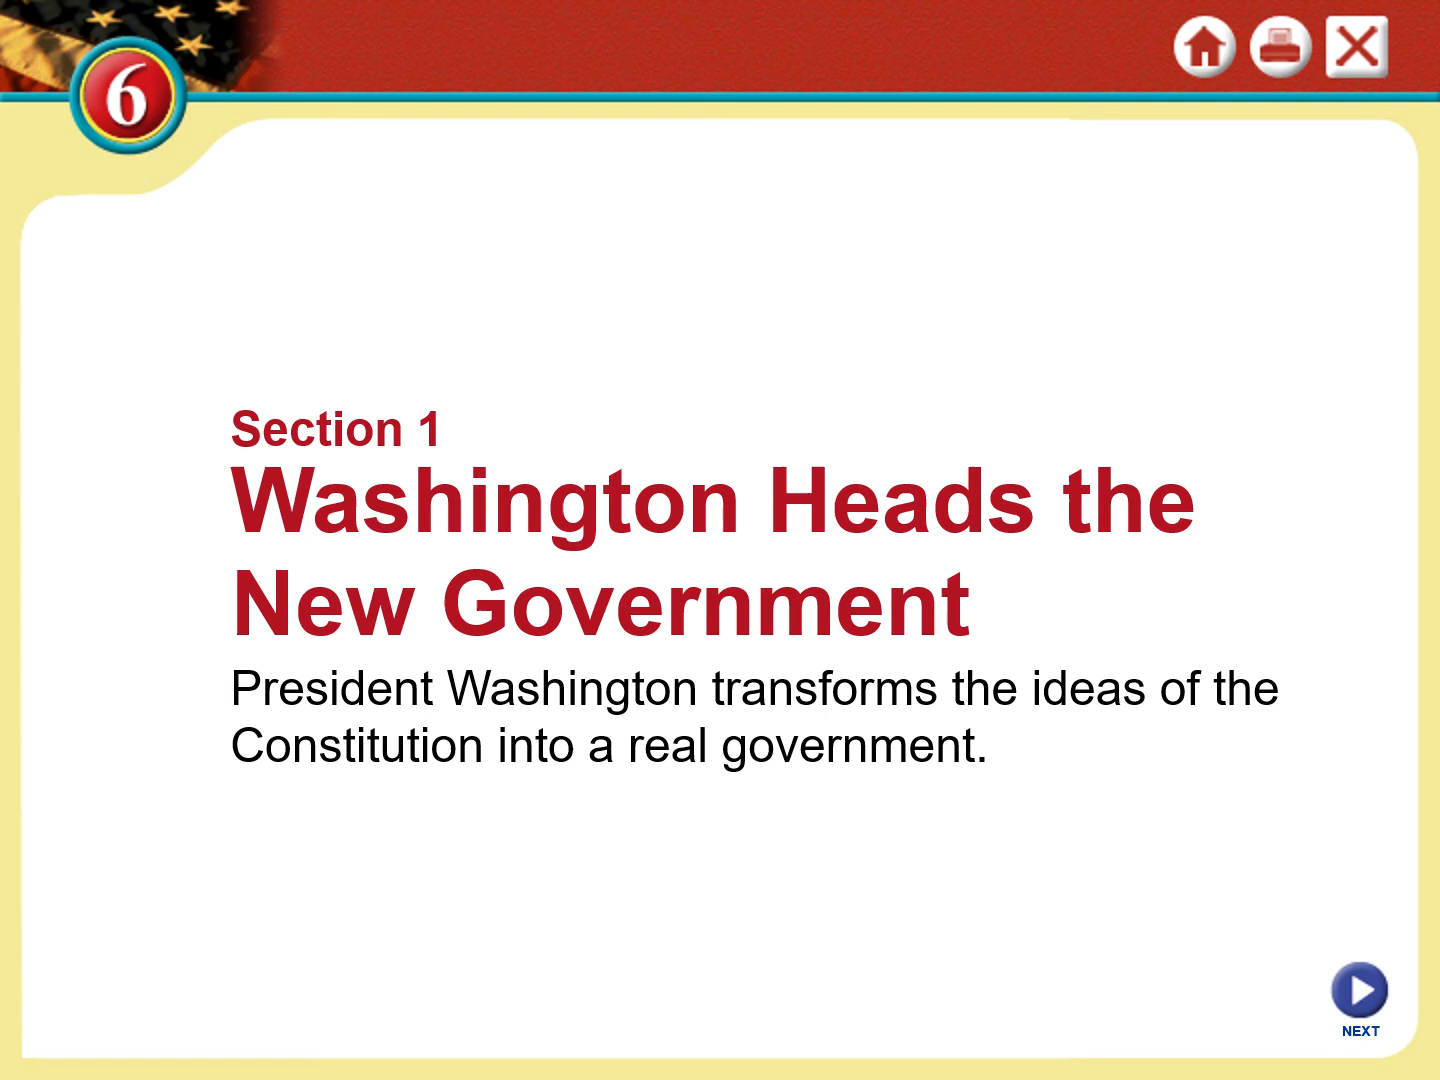 6
Section 1
Washington Heads the
New Government
President Washington transforms the ideas of the
Constitution into a real government.
NEXT